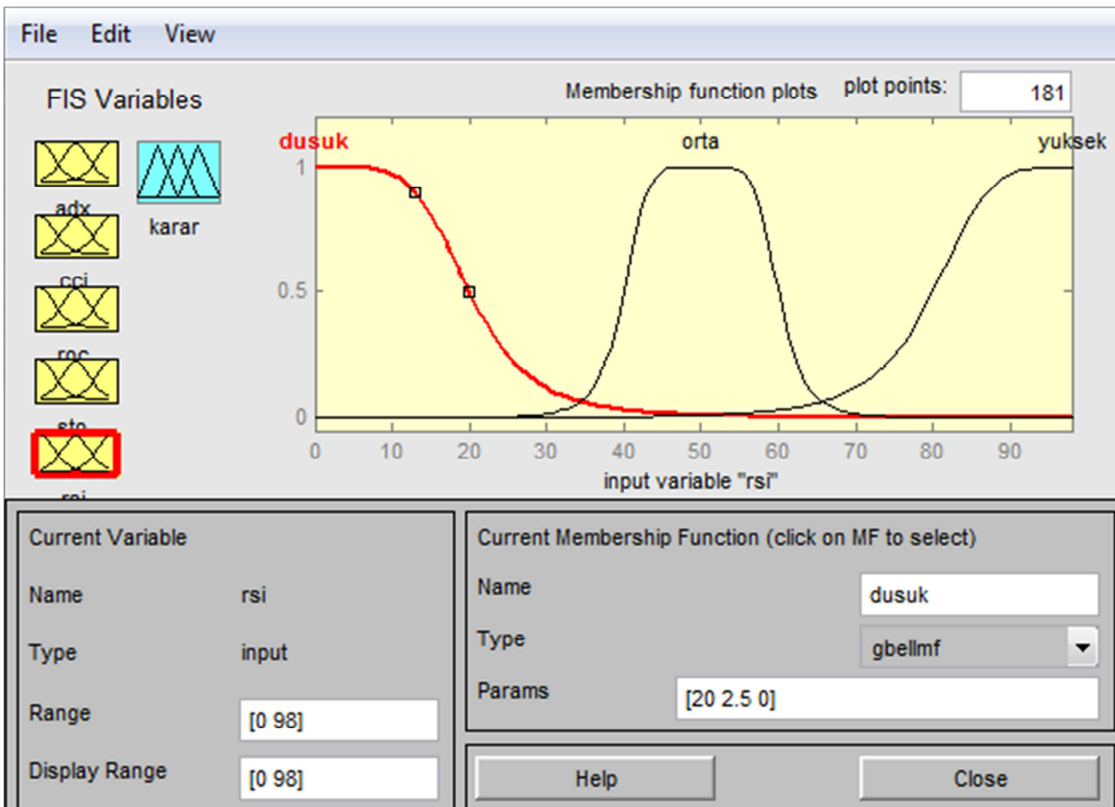 File Edit View
FIS Variables
Membership function plots plot points: 181
adx
cci
roc
sto
rsi
karar
dusuk orta yuksek
1
0.5
0
0 10 20 30 40 50 60 70 80 90
input variable "rsi"
Current Variable
Name rsi
Type input
Range [0 98]
Display Range [0 98]
Current Membership Function (click on MF to select)
Name dusuk
Type gbellmf
Params [20 2.5 0]
Help Close